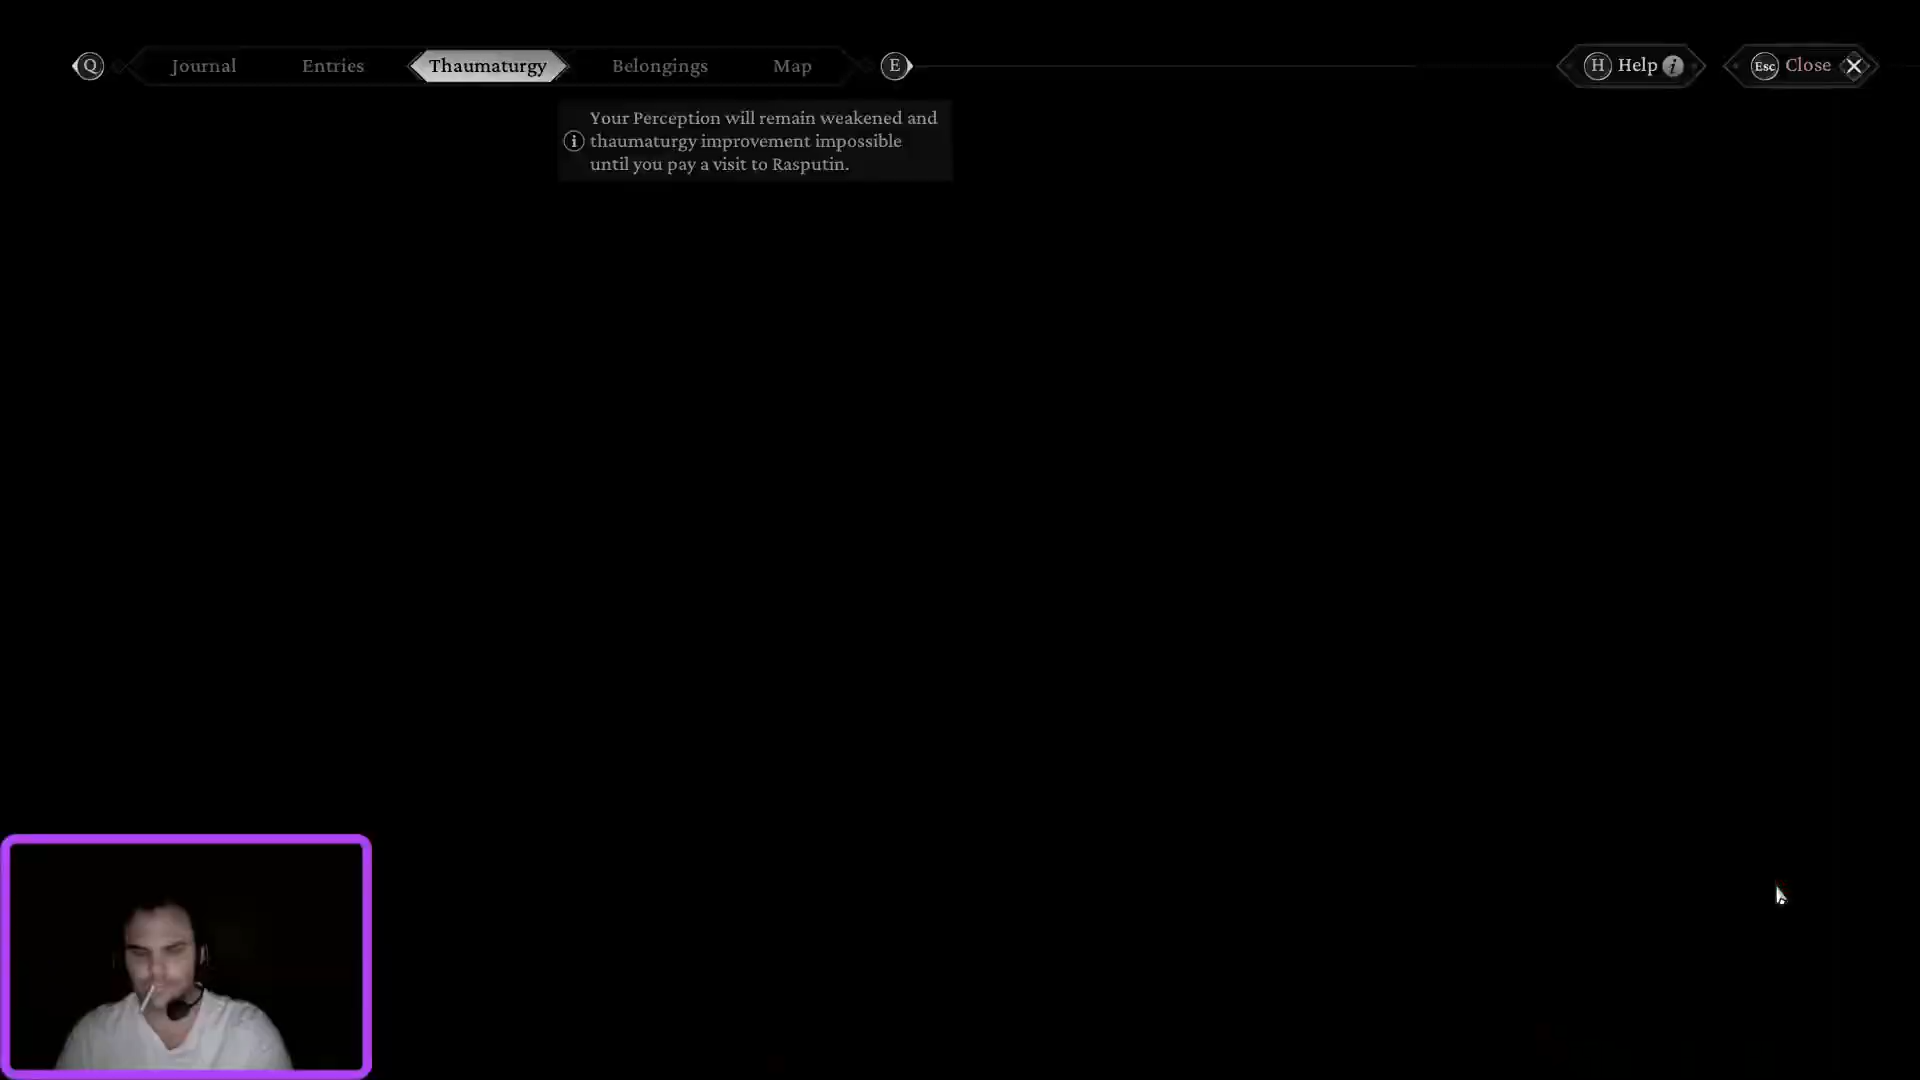 Q Journal Entries Thaumaturgy Belongings Map E H Help i Esc Close
Your Perception will remain weakened and
thaumaturgy improvement impossible
until you pay a visit to Rasputin.